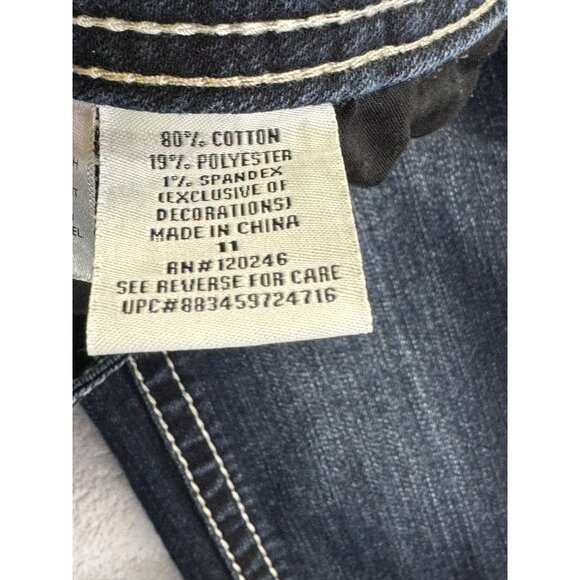 80% COTTON
19% POLYESTER
1% SPANDEX
(EXCLUSIVE OF
DECORATIONS)
MADE IN CHINA
11
RN#120246
SEE REVERSE FOR CARE
UPC#883459724716